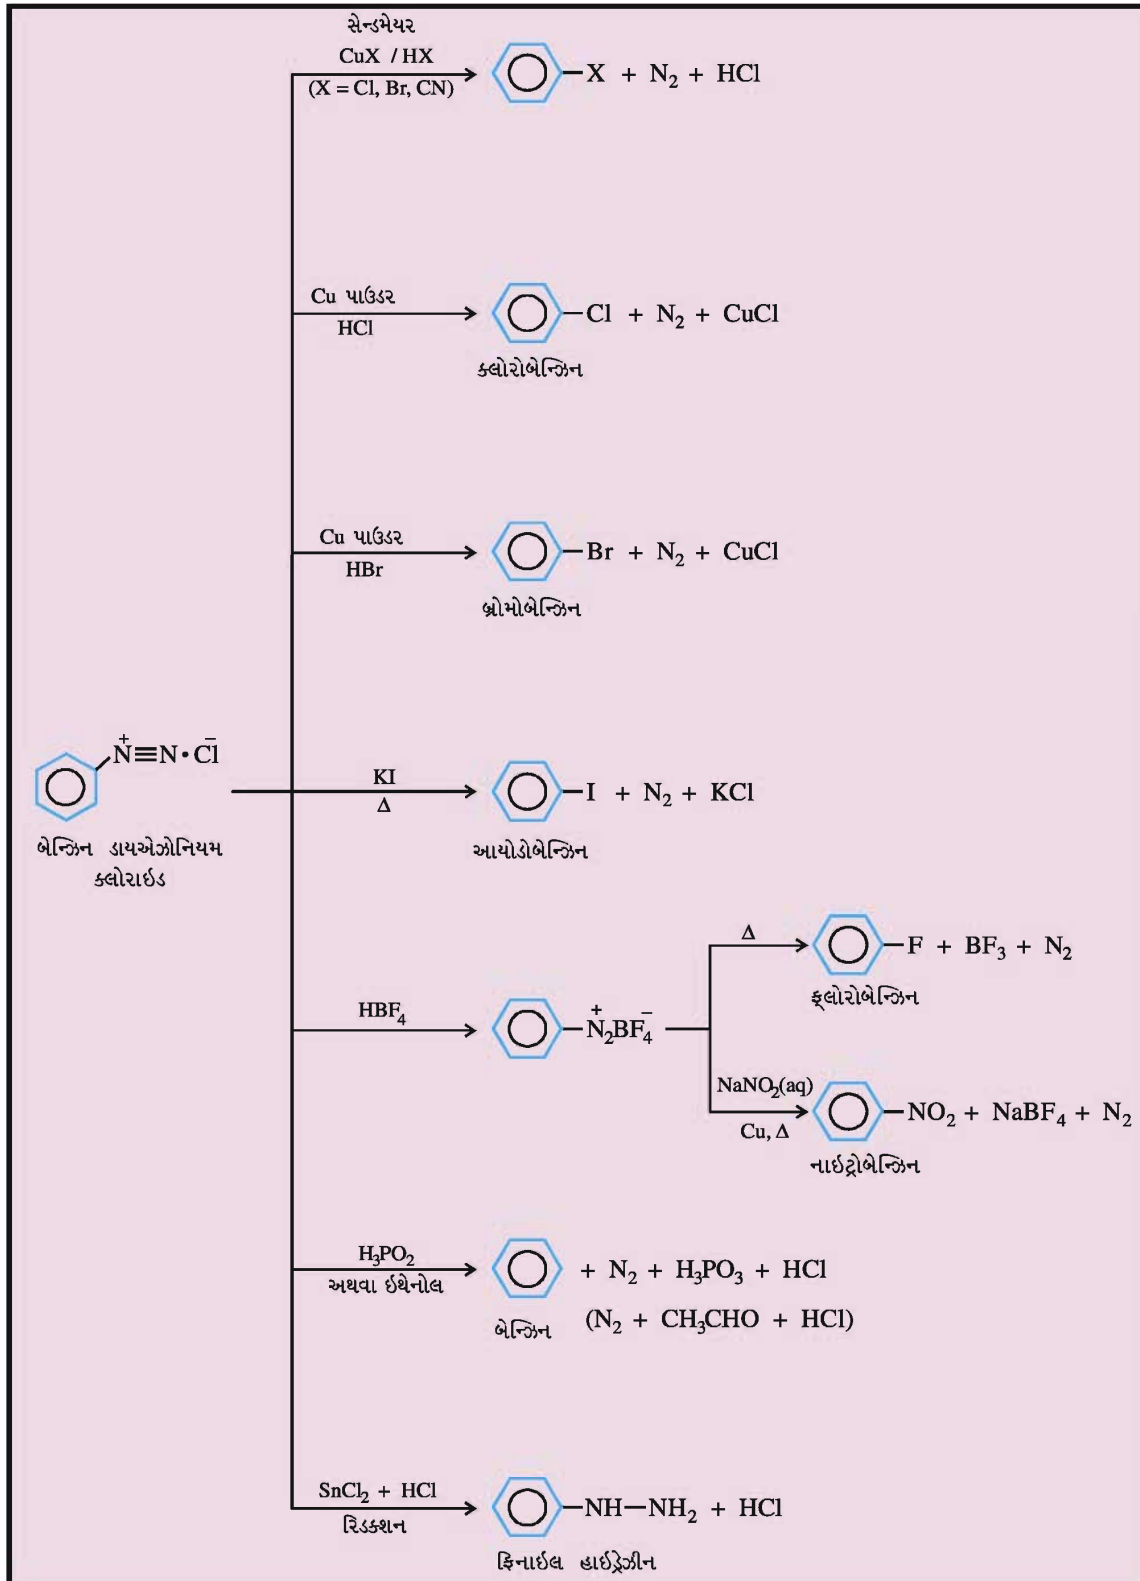 સેન્ડમેયર
CuX / HX
(X = Cl, Br, CN)
X + N₂ + HCl
Cu પાઉડર
HCl
Cl + N₂ + CuCl
ક્લોરોબેન્ઝિન
Cu પાઉડર
HBr
Br + N₂ + CuCl
બ્રોમોબેન્ઝિન
N⁺≡N·Cl⁻
બેન્ઝિન ડાયએઝોનિયમ
ક્લોરાઇડ
KI
Δ
I + N₂ + KCl
આયોડોબેન્ઝિન
HBF₄
N₂⁺BF₄⁻
Δ
F + BF₃ + N₂
ફ્લોરોબેન્ઝિન
NaNO₂(aq)
Cu, Δ
NO₂ + NaBF₄ + N₂
નાઇટ્રોબેન્ઝિન
H₃PO₂
અથવા ઇથેનોલ
+ N₂ + H₃PO₃ + HCl
બેન્ઝિન (N₂ + CH₃CHO + HCl)
SnCl₂ + HCl
રિડક્શન
NH—NH₂ + HCl
ફિનાઇલ હાઇડ્રેઝીન